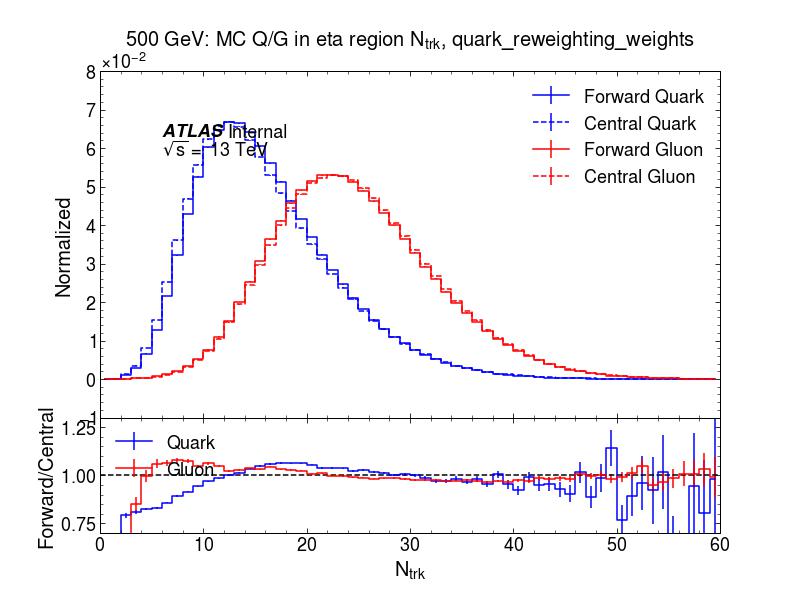 500 GeV: MC Q/G in eta region N_trk, quark_reweighting_weights
×10⁻²
8
7
6
5
4
3
2
1
0
−1
Normalized
ATLAS Internal
√s = 13 TeV
Forward Quark
Central Quark
Forward Gluon
Central Gluon
1.25
1.00
0.75
Forward/Central
Quark
Gluon
0 10 20 30 40 50 60
N_trk